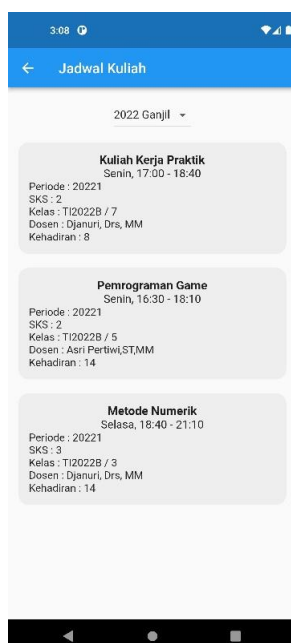 3:08
Jadwal Kuliah
2022 Ganjil
Kuliah Kerja Praktik
Senin, 17:00 - 18:40
Periode : 20221
SKS : 2
Kelas : TI2022B / 7
Dosen : Djanuri, Drs, MM
Kehadiran : 8
Pemrograman Game
Senin, 16:30 - 18:10
Periode : 20221
SKS : 2
Kelas : TI2022B / 5
Dosen : Asri Pertiwi,ST,MM
Kehadiran : 14
Metode Numerik
Selasa, 18:40 - 21:10
Periode : 20221
SKS : 3
Kelas : TI2022B / 3
Dosen : Djanuri, Drs, MM
Kehadiran : 14